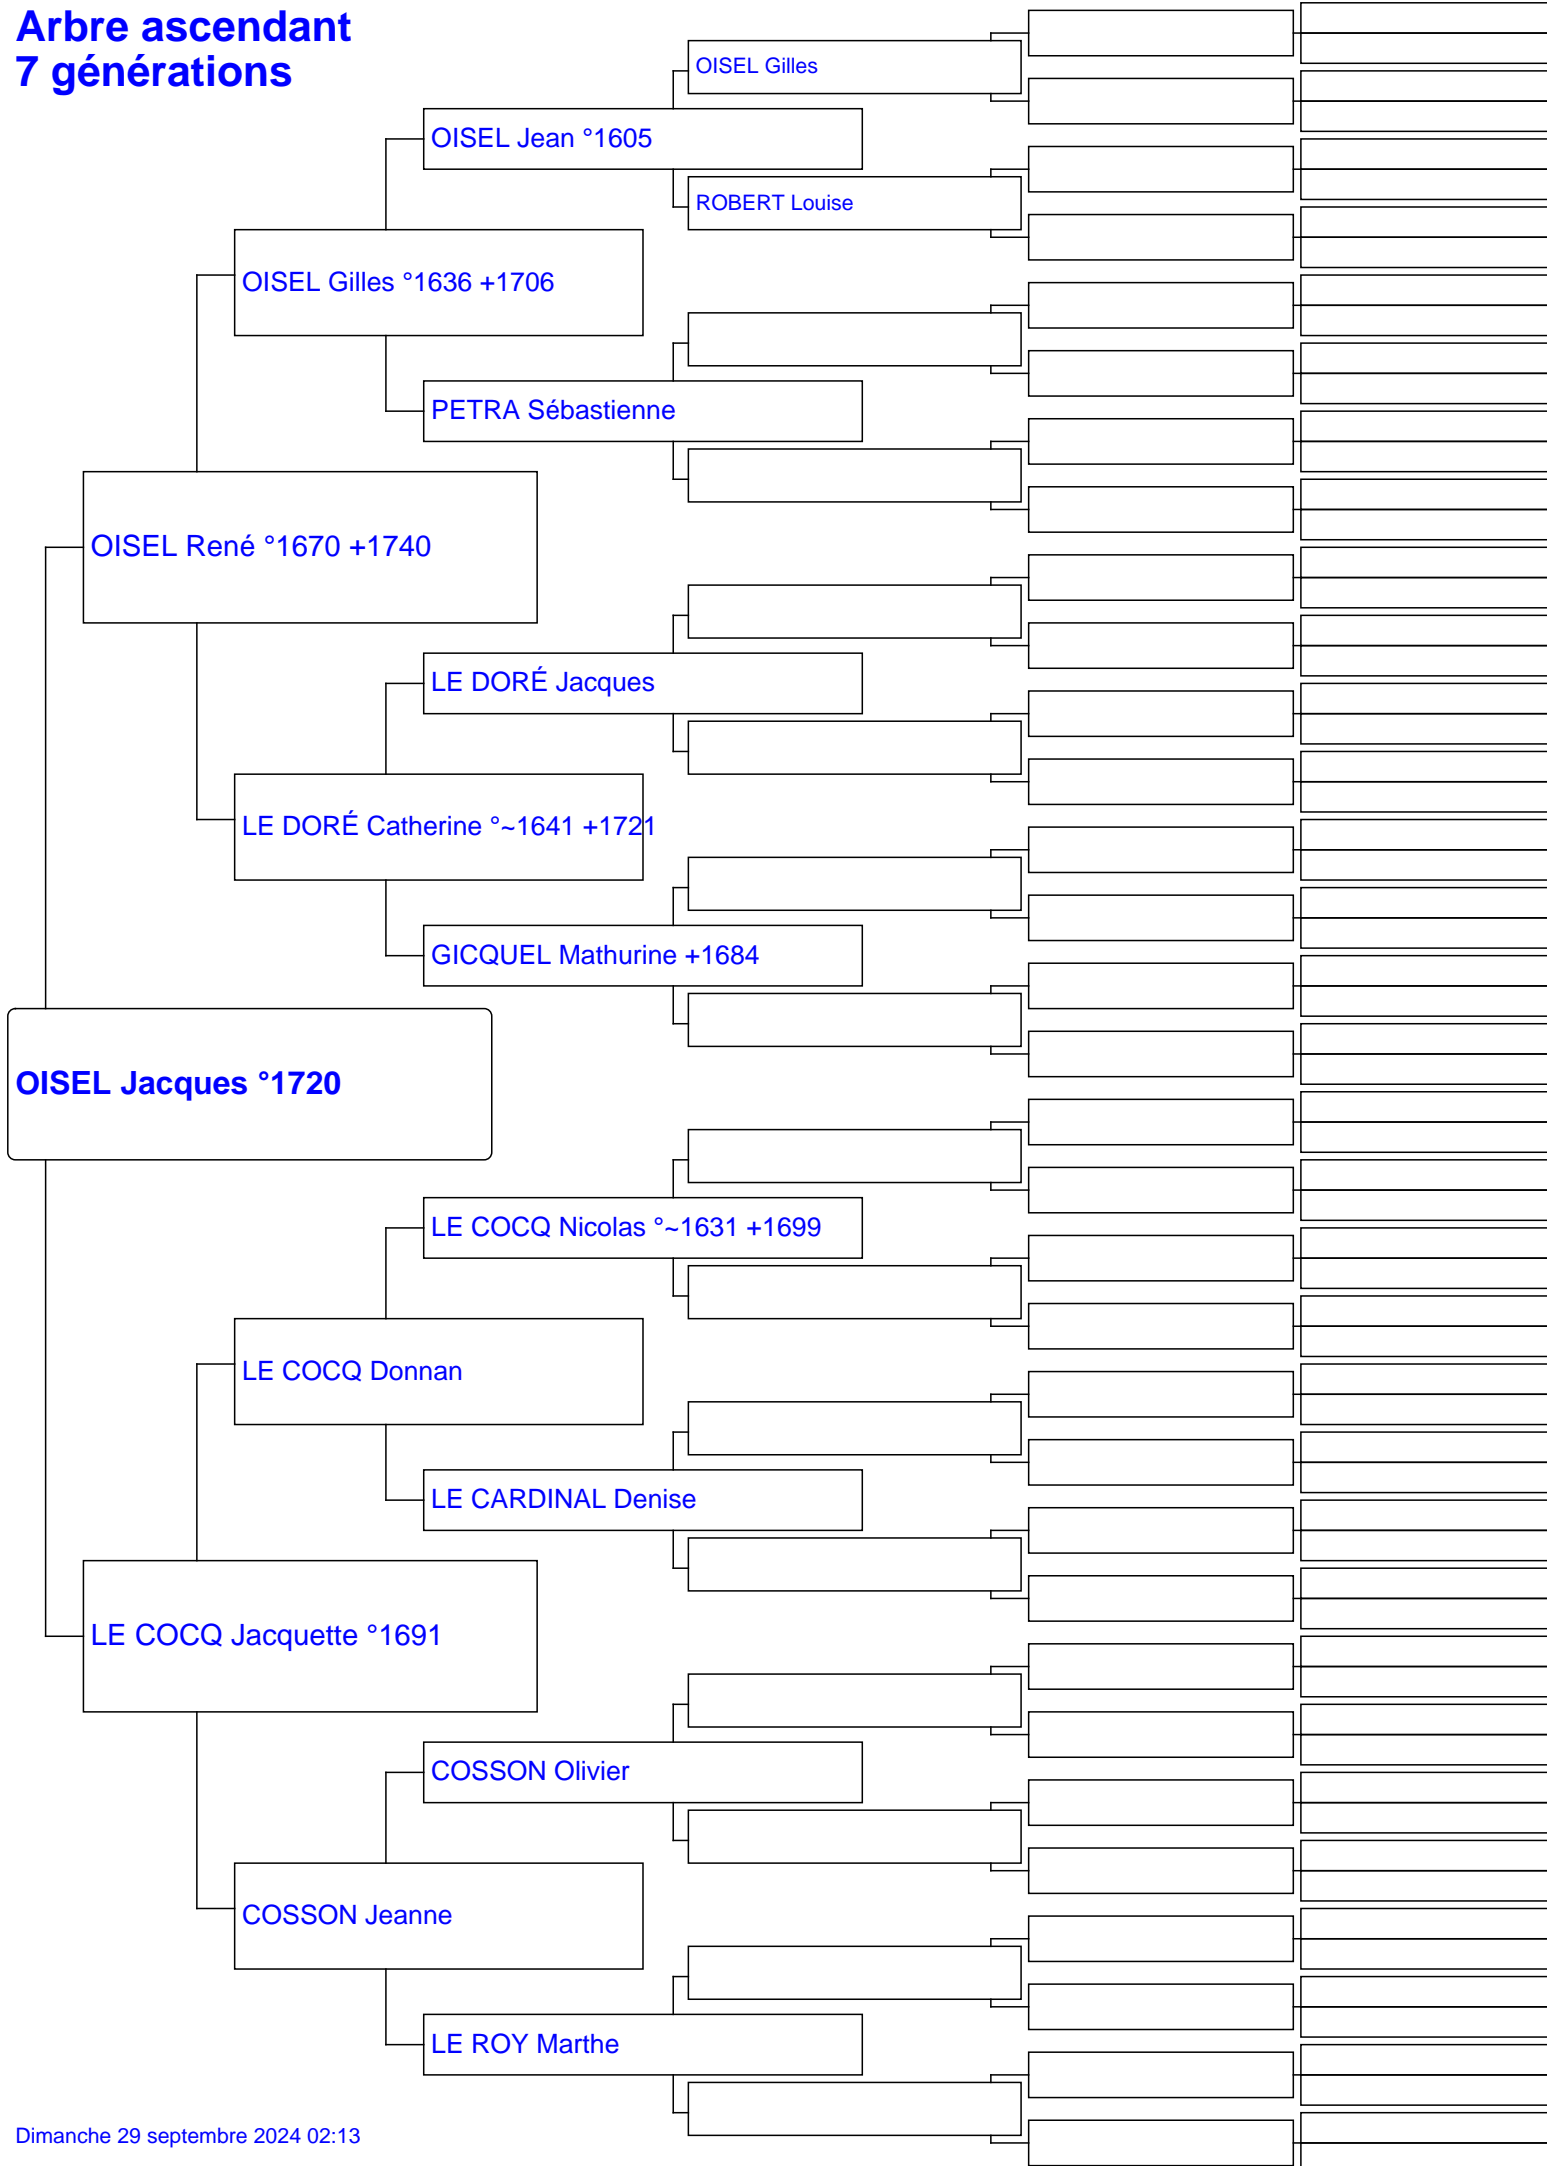 Arbre ascendant
7 générations
OISEL Gilles
OISEL Jean °1605
ROBERT Louise
OISEL Gilles °1636 +1706
PETRA Sébastienne
OISEL René °1670 +1740
LE DORÉ Jacques
LE DORÉ Catherine °~1641 +1721
GICQUEL Mathurine +1684
OISEL Jacques °1720
LE COCQ Nicolas °~1631 +1699
LE COCQ Donnan
LE CARDINAL Denise
LE COCQ Jacquette °1691
COSSON Olivier
COSSON Jeanne
LE ROY Marthe
Dimanche 29 septembre 2024 02:13